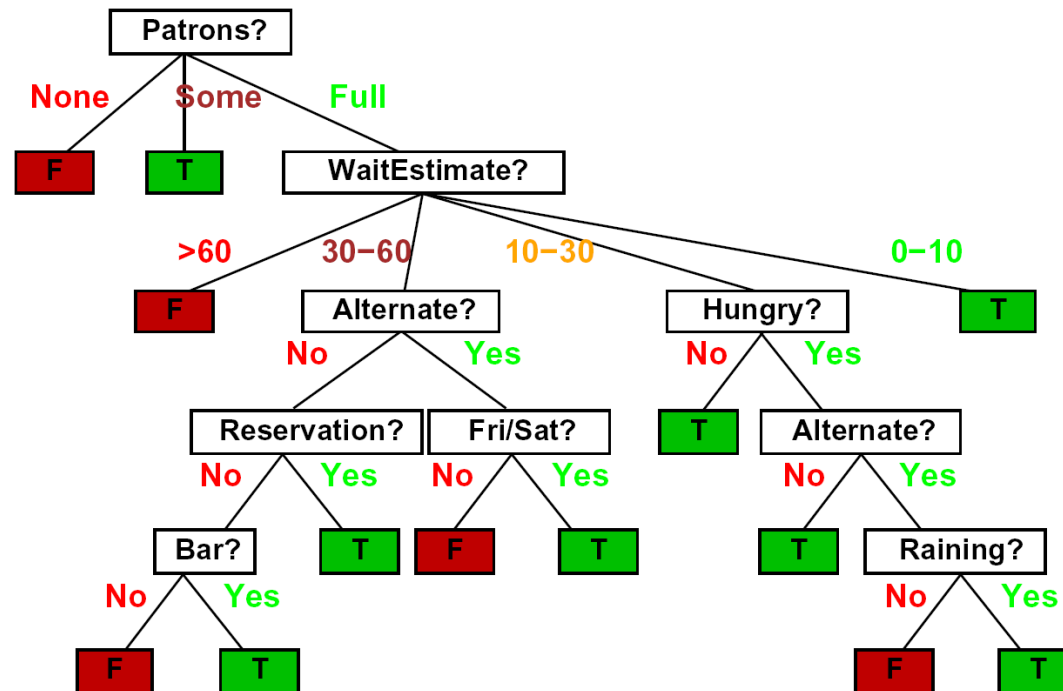 Patrons?
None Some Full
F T WaitEstimate?
>60 30−60 10−30 0−10
F Alternate? Hungry? T
No Yes No Yes
Reservation? Fri/Sat? T Alternate?
No Yes No Yes No Yes
Bar? T F T T Raining?
No Yes No Yes
F T F T